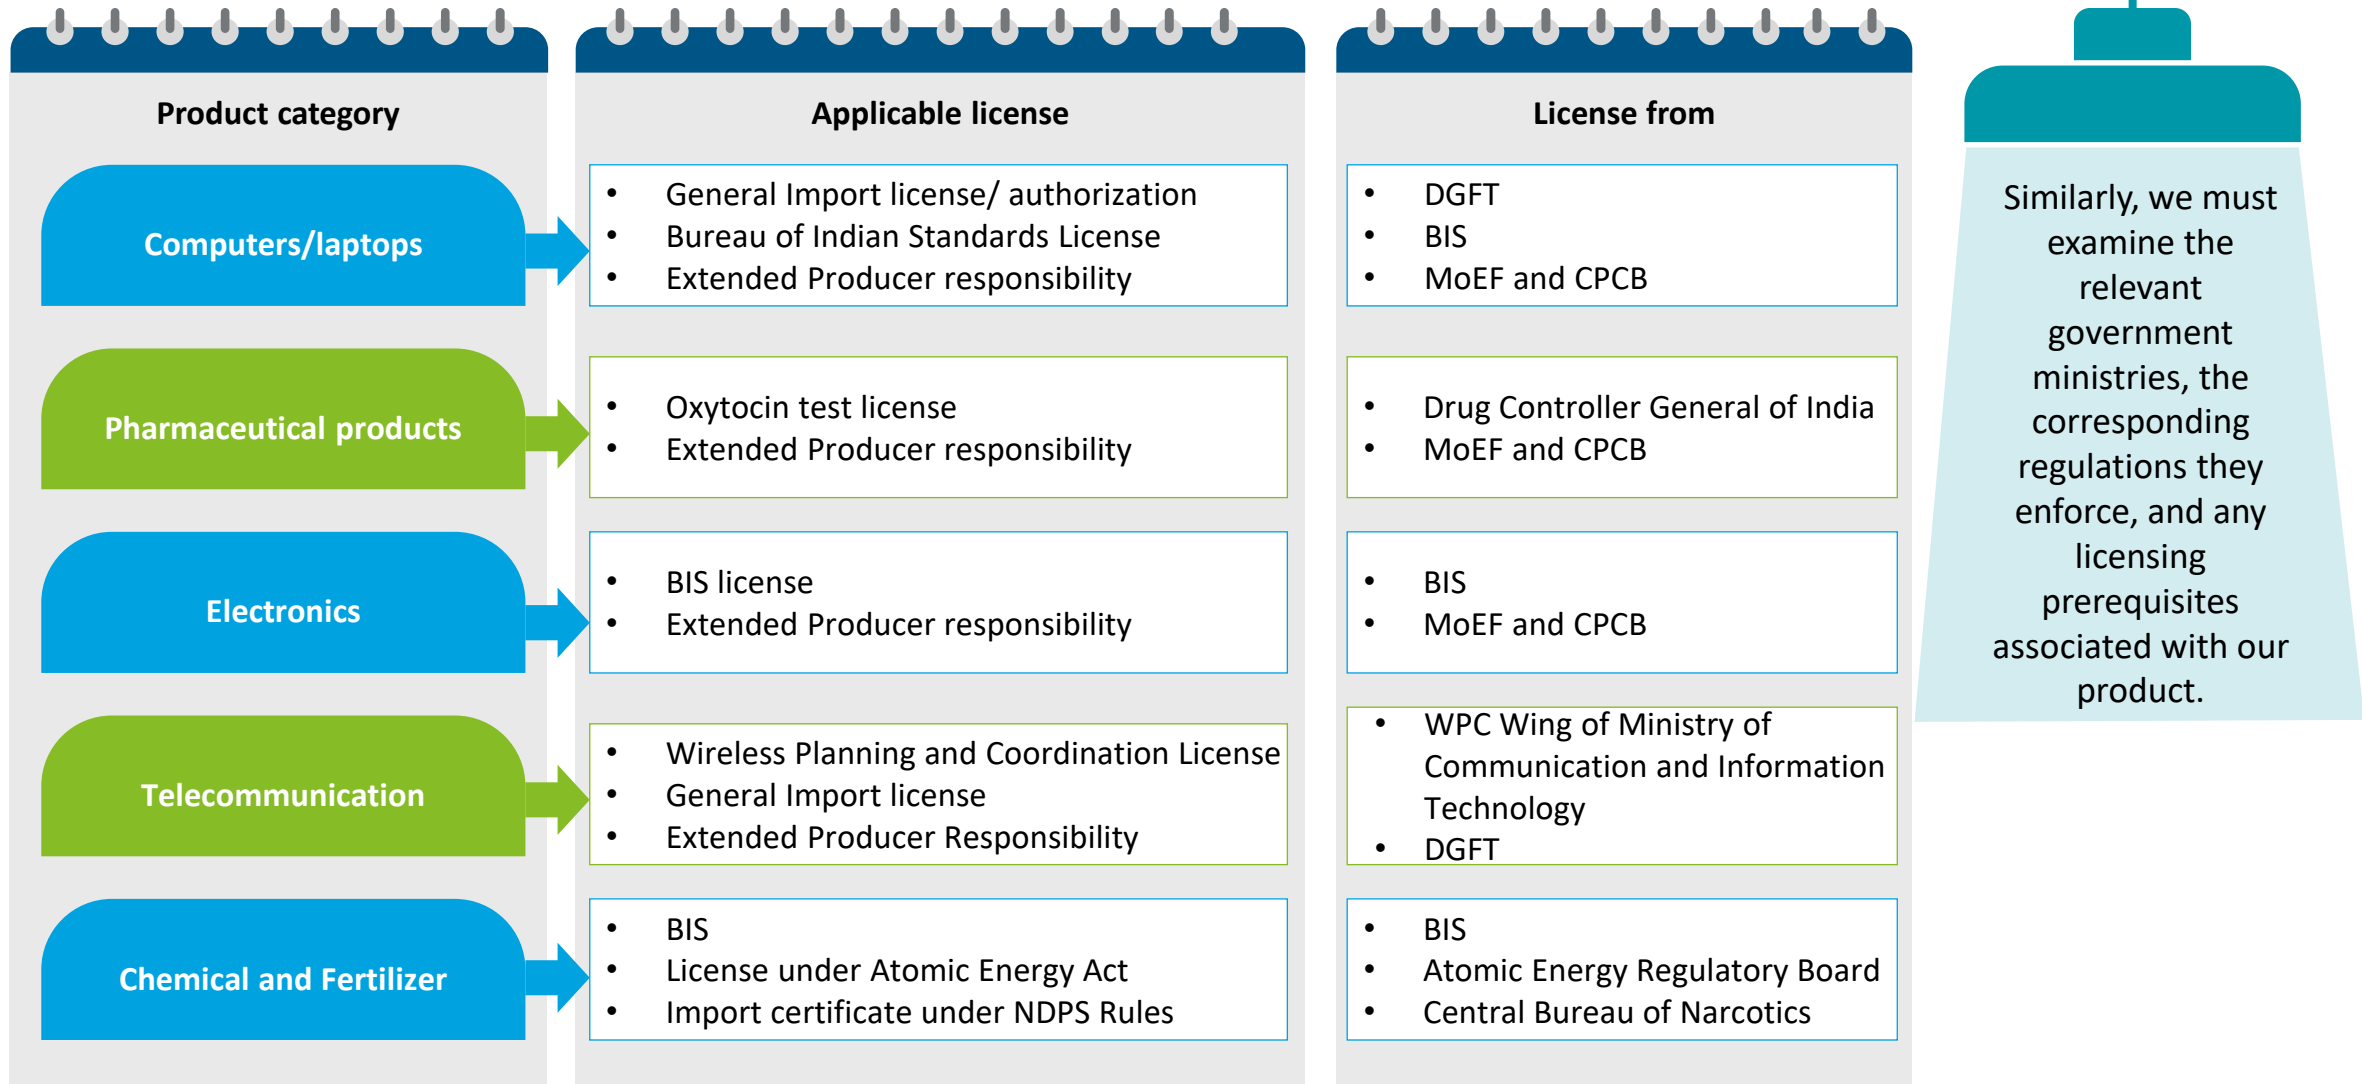 Product category
Applicable license
License from
Computers/laptops
• General Import license/ authorization
• Bureau of Indian Standards License
• Extended Producer responsibility
• DGFT
• BIS
• MoEF and CPCB
Pharmaceutical products
• Oxytocin test license
• Extended Producer responsibility
• Drug Controller General of India
• MoEF and CPCB
Electronics
• BIS license
• Extended Producer responsibility
• BIS
• MoEF and CPCB
Telecommunication
• Wireless Planning and Coordination License
• General Import license
• Extended Producer Responsibility
• WPC Wing of Ministry of
Communication and Information
Technology
• DGFT
Chemical and Fertilizer
• BIS
• License under Atomic Energy Act
• Import certificate under NDPS Rules
• BIS
• Atomic Energy Regulatory Board
• Central Bureau of Narcotics
Similarly, we must
examine the
relevant
government
ministries, the
corresponding
regulations they
enforce, and any
licensing
prerequisites
associated with our
product.